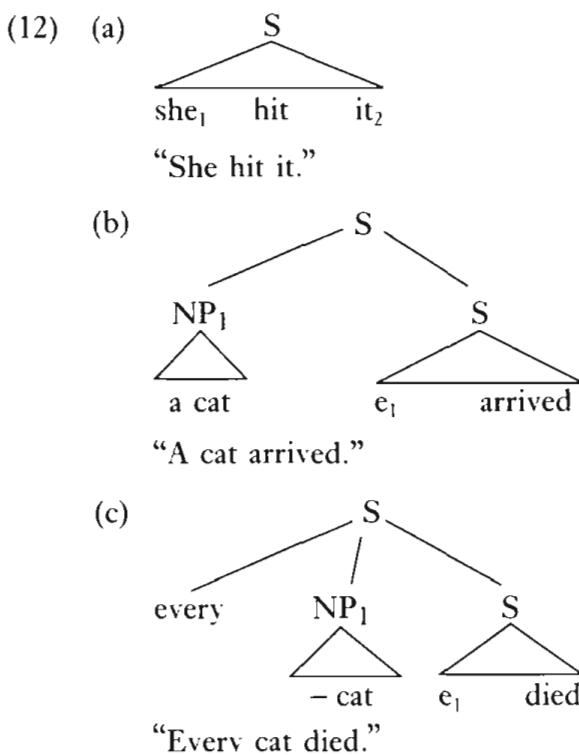 (12) (a) S
she₁ hit it₂
“She hit it.”
(b) S
NP₁ S
a cat e₁ arrived
“A cat arrived.”
(c) S
every NP₁ S
– cat e₁ died
“Every cat died.”